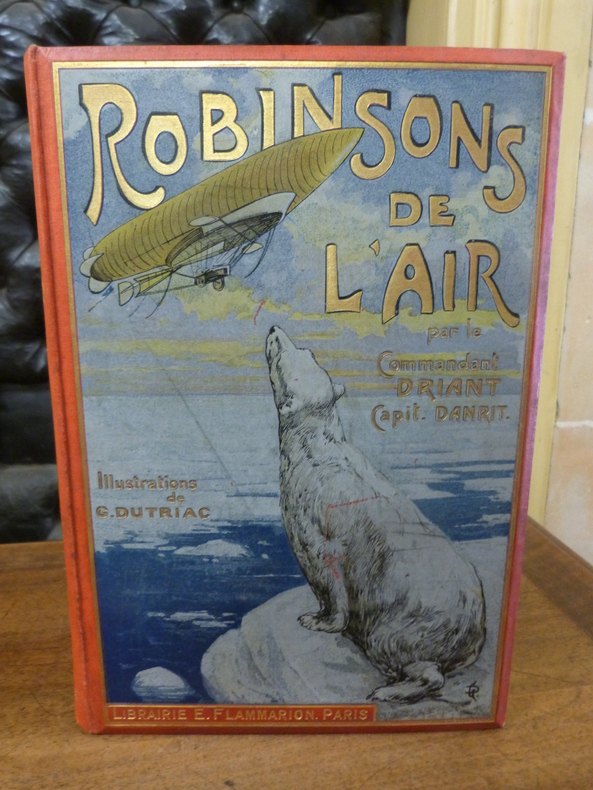 ROBINSONS
DE
L'AIR
par le
Commandant
DRIANT
Capit. DANRIT.
Illustrations
de
G. DUTRIAC
LIBRAIRIE E. FLAMMARION. PARIS